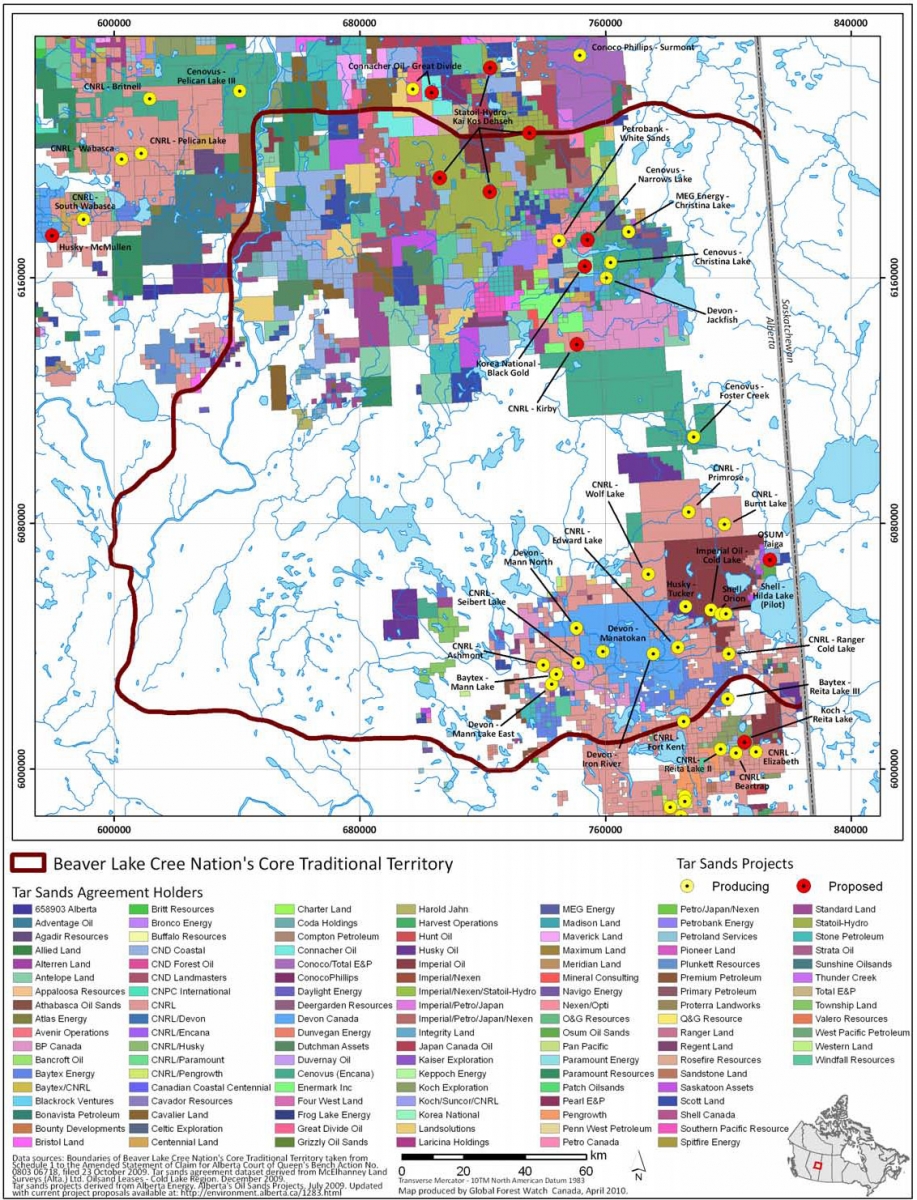 600000
680000
760000
840000
Conoco Phillips - Surmont
Connacher Oil - Great Divide
Cenovus -
Pelican Lake III
CNRL - Britnell
Statoil-Hydro -
Kai Kos Dehseh
Petrobank -
White Sands
CNRL - Pelican Lake
CNRL - Wabasca
Cenovus -
Narrows Lake
MEG Energy -
Christina Lake
CNRL -
South Wabasca
Husky - McMullen
Cenovus -
Christina Lake
6160000
6160000
Devon -
Jackfish
Saskatchewan
Alberta
Korea National -
Black Gold
CNRL - Kirby
Cenovus -
Foster Creek
CNRL -
Primrose
CNRL -
Wolf Lake
CNRL -
Burnt Lake
6080000
6080000
CNRL -
Edward Lake
OSUM -
Taiga
Devon -
Mann North
Imperial Oil -
Cold Lake
Husky -
Tucker
Shell -
Orion
Shell -
Hilda Lake
(Pilot)
CNRL -
Seibert Lake
Devon -
Manatokan
CNRL -
Ashmont
CNRL - Ranger
Cold Lake
Baytex -
Mann Lake
Baytex -
Reita Lake III
Koch -
Reita Lake
Devon -
Mann Lake East
CNRL -
Fort Kent
Devon -
Iron River
CNRL -
Reita Lake II
CNRL -
Elizabeth
CNRL -
Beartrap
6000000
6000000
600000
680000
760000
840000
Beaver Lake Cree Nation's Core Traditional Territory
Tar Sands Projects
Producing
Proposed
Tar Sands Agreement Holders
658903 Alberta
Advantage Oil
Agadir Resources
Allied Land
Alterren Land
Antelope Land
Appaloosa Resources
Athabasca Oil Sands
Atlas Energy
Avenir Operations
BP Canada
Bancroft Oil
Baytex Energy
Baytex/CNRL
Blackrock Ventures
Bonavista Petroleum
Bounty Developments
Bristol Land
Britt Resources
Bronco Energy
Buffalo Resources
CND Coastal
CND Forest Oil
CND Landmasters
CNPC International
CNRL
CNRL/Devon
CNRL/Encana
CNRL/Husky
CNRL/Paramount
CNRL/Pengrowth
Canadian Coastal Centennial
Cavador Resources
Cavalier Land
Celtic Exploration
Centennial Land
Charter Land
Coda Holdings
Compton Petroleum
Connacher Oil
Conoco/Total E&P
ConocoPhillips
Daylight Energy
Deergarden Resources
Devon Canada
Dunvegan Energy
Dutchman Assets
Duvernay Oil
Cenovus (Encana)
Enermark Inc
Four West Land
Frog Lake Energy
Great Divide Oil
Grizzly Oil Sands
Harold Jahn
Harvest Operations
Hunt Oil
Husky Oil
Imperial Oil
Imperial/Nexen
Imperial/Nexen/Statoil-Hydro
Imperial/Petro/Japan
Imperial/Petro/Japan/Nexen
Integrity Land
Japan Canada Oil
Kaiser Exploration
Keppoch Energy
Koch Exploration
Koch/Suncor/CNRL
Korea National
Landsolutions
Laricina Holdings
MEG Energy
Madison Land
Maverick Land
Maximum Land
Meridian Land
Mineral Consulting
Navigo Energy
Nexen/Opti
O&G Resources
Osum Oil Sands
Pan Pacific
Paramount Energy
Paramount Resources
Patch Oilsands
Pearl E&P
Pengrowth
Penn West Petroleum
Petro Canada
Petro/Japan/Nexen
Petrobank Energy
Petroland Services
Pioneer Land
Plunkett Resources
Premium Petroleum
Primary Petroleum
Proterra Landworks
Q&G Resource
Ranger Land
Regent Land
Rosefire Resources
Sandstone Land
Saskatoon Assets
Scott Land
Shell Canada
Southern Pacific Resource
Spitfire Energy
Standard Land
Statoil-Hydro
Stone Petroleum
Strata Oil
Sunshine Oilsands
Thunder Creek
Total E&P
Township Land
Valero Resources
West Pacific Petroleum
Western Land
Windfall Resources
Data sources: Boundaries of Beaver Lake Cree Nation's Core Traditional Territory taken from
Schedule 1 to the Amended Statement of Claim for Alberta Court of Queen's Bench Action No.
0803 06718, filed 23 October 2009. Tar sands agreement dataset derived from McElhanney Land
Surveys (Alta.) Ltd. Oilsand Leases - Cold Lake Region. December 2009.
Tar sands projects derived from Alberta Energy. Alberta's Oil Sands Projects, July 2009. Updated
with current project proposals at: http://environment.alberta.ca/1283.html
0
20
40
60
km
N
Transverse Mercator - 10TM North American Datum 1983
Map produced by Global Forest Watch Canada, April 2010.